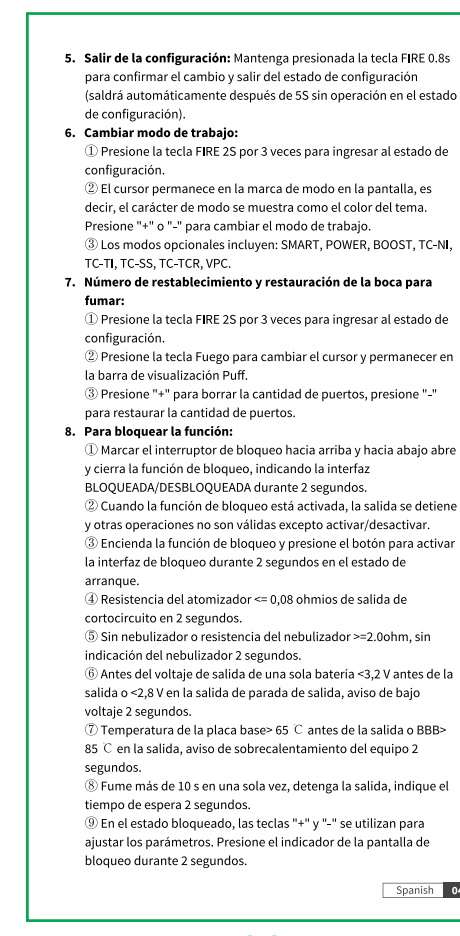 5. Salir de la configuración: Mantenga presionada la tecla FIRE 0.8s
para confirmar el cambio y salir del estado de configuración
(saldrá automáticamente después de 5S sin operación en el estado
de configuración).
6. Cambiar modo de trabajo:
① Presione la tecla FIRE 2S por 3 veces para ingresar al estado de
configuración.
② El cursor permanece en la marca de modo en la pantalla, es
decir, el carácter de modo se muestra como el color del tema.
Presione "+" o "-" para cambiar el modo de trabajo.
③ Los modos opcionales incluyen: SMART, POWER, BOOST, TC-NI,
TC-TI, TC-SS, TC-TCR, VPC.
7. Número de restablecimiento y restauración de la boca para
fumar:
① Presione la tecla FIRE 2S por 3 veces para ingresar al estado de
configuración.
② Presione la tecla Fuego para cambiar el cursor y permanecer en
la barra de visualización Puff.
③ Presione "+" para borrar la cantidad de puertos, presione "-"
para restaurar la cantidad de puertos.
8. Para bloquear la función:
① Marcar el interruptor de bloqueo hacia arriba y hacia abajo abre
y cierra la función de bloqueo, indicando la interfaz
BLOQUEADA/DESBLOQUEADA durante 2 segundos.
② Cuando la función de bloqueo está activada, la salida se detiene
y otras operaciones no son válidas excepto activar/desactivar.
③ Encienda la función de bloqueo y presione el botón para activar
la interfaz de bloqueo durante 2 segundos en el estado de
arranque.
④ Resistencia del atomizador <= 0,08 ohmios de salida de
cortocircuito en 2 segundos.
⑤ Sin nebulizador o resistencia del nebulizador >=2.0ohm, sin
indicación del nebulizador 2 segundos.
⑥ Antes del voltaje de salida de una sola batería <3,2 V antes de la
salida o <2,8 V en la salida de parada de salida, aviso de bajo
voltaje 2 segundos.
⑦ Temperatura de la placa base> 65 ℃ antes de la salida o BBB>
85 ℃ en la salida, aviso de sobrecalentamiento del equipo 2
segundos.
⑧ Fume más de 10 s en una sola vez, detenga la salida, indique el
tiempo de espera 2 segundos.
⑨ En el estado bloqueado, las teclas "+" y "-" se utilizan para
ajustar los parámetros. Presione el indicador de la pantalla de
bloqueo durante 2 segundos.
Spanish 04